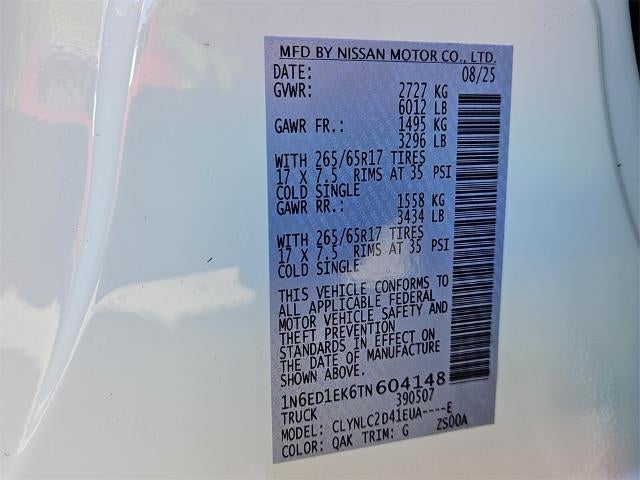 MFD BY NISSAN MOTOR CO., LTD.
DATE: 08/25
GVWR: 2727 KG
6012 LB
GAWR FR.: 1495 KG
3296 LB
WITH 265/65R17 TIRES
17 X 7.5 RIMS AT 35 PSI
COLD SINGLE
GAWR RR.: 1558 KG
3434 LB
WITH 265/65R17 TIRES
17 X 7.5 RIMS AT 35 PSI
COLD SINGLE
THIS VEHICLE CONFORMS TO
ALL APPLICABLE FEDERAL
MOTOR VEHICLE SAFETY AND
THEFT PREVENTION
STANDARDS IN EFFECT ON
THE DATE OF MANUFACTURE
SHOWN ABOVE.
1N6ED1EK6TN604148
TRUCK 390507
MODEL: CLYNLC2D41EUA----E
COLOR: QAK TRIM: G ZS00A